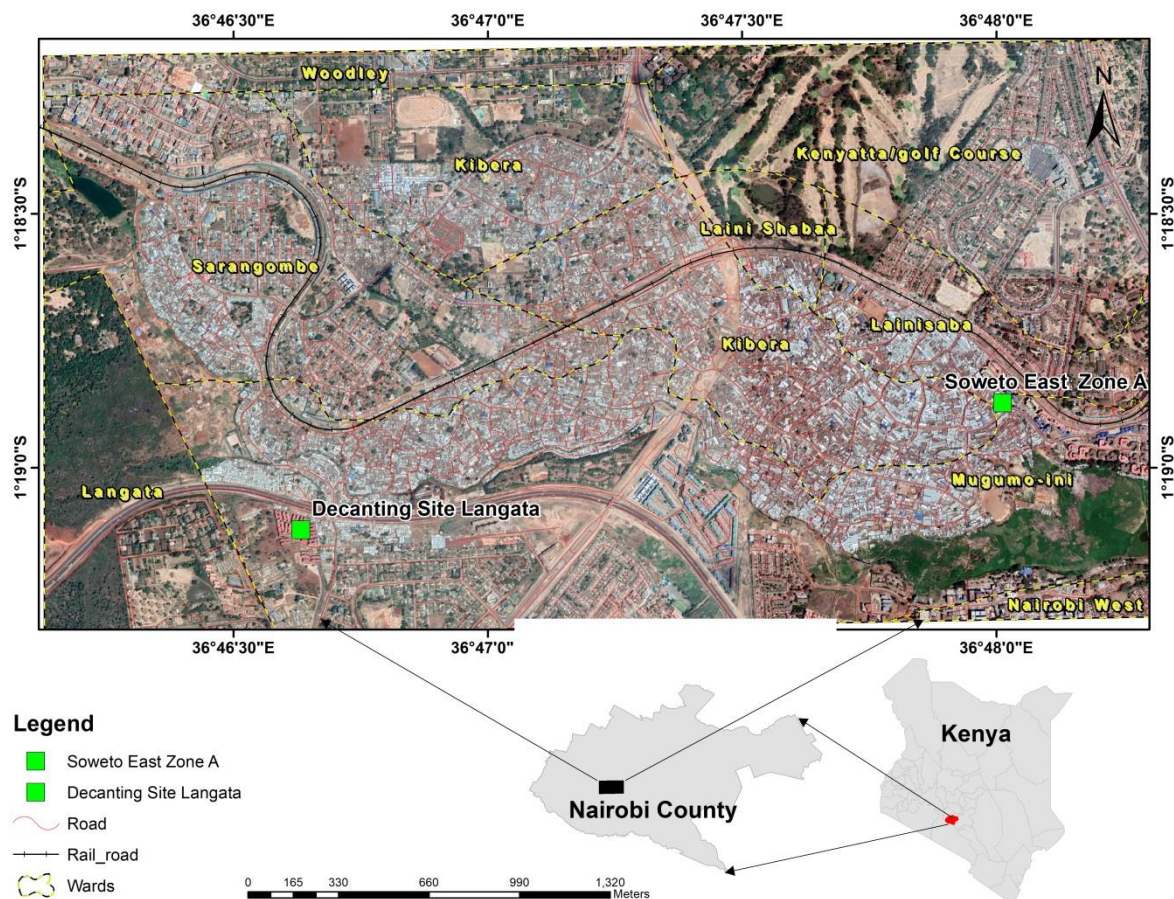 36°46'30"E 36°47'0"E 36°47'30"E 36°48'0"E
Woodley
N
Kibera
Kenyatta/golf Course
1°18'30"S
1°18'30"S
Laini Shabaa
Sarangombe
Lainisaba
Kibera
Soweto East Zone A
1°19'0"S
1°19'0"S
Langata
Mugumo-ini
Decanting Site Langata
Nairobi West
36°46'30"E 36°47'0"E 36°48'0"E
Kenya
Nairobi County
Legend
Soweto East Zone A
Decanting Site Langata
Road
Rail_road
Wards
0 165 330 660 990 1,320
Meters